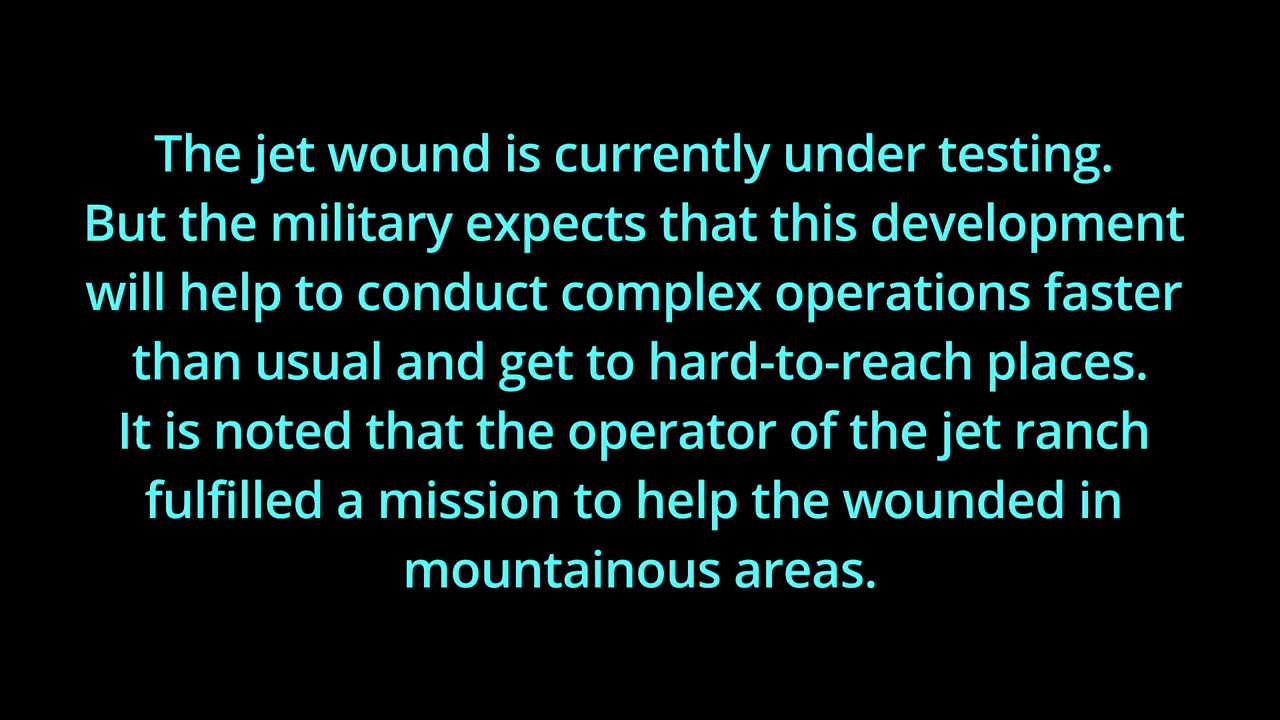 The jet wound is currently under testing.
But the military expects that this development
will help to conduct complex operations faster
than usual and get to hard-to-reach places.
It is noted that the operator of the jet ranch
fulfilled a mission to help the wounded in
mountainous areas.